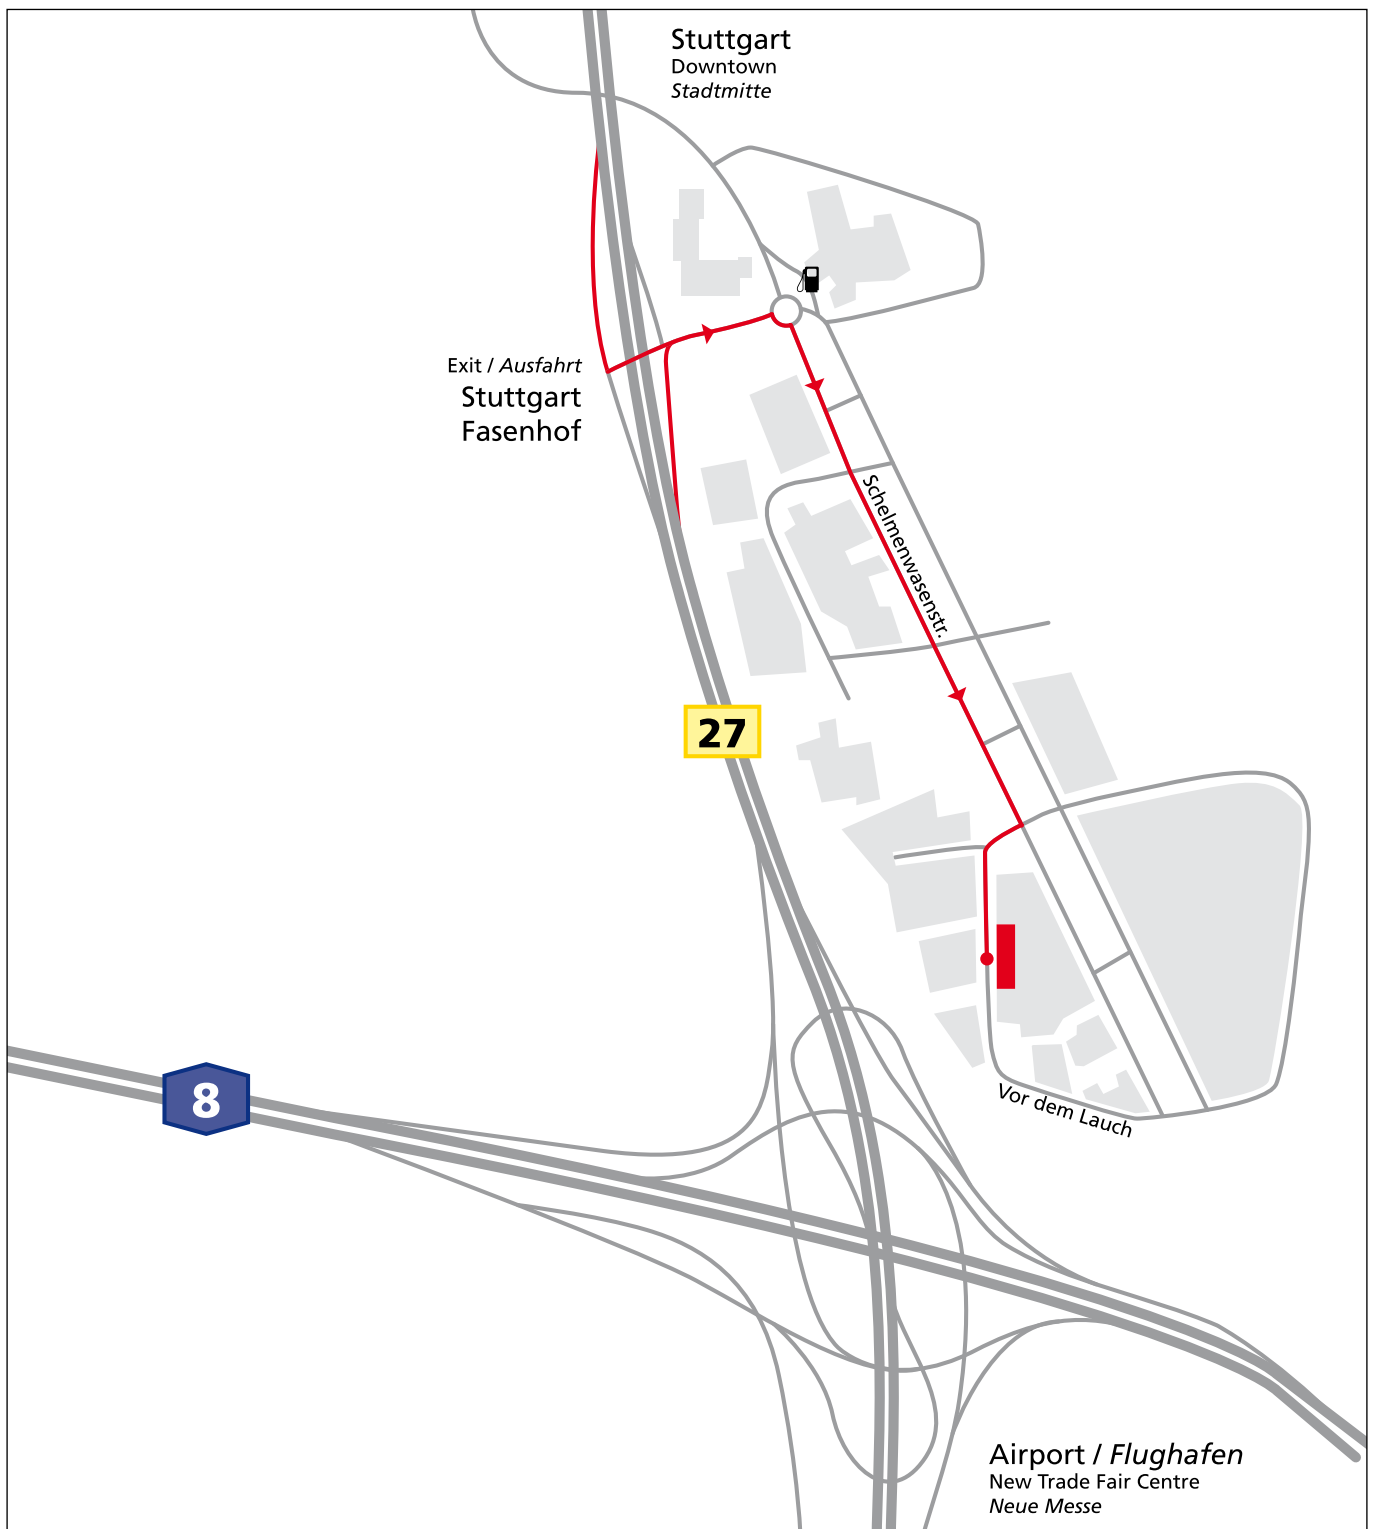 Stuttgart
Downtown
Stadtmitte
Exit / Ausfahrt
Stuttgart
Fasenhof
Schelmenwasenstr.
27
8
Vor dem Lauch
Airport / Flughafen
New Trade Fair Centre
Neue Messe